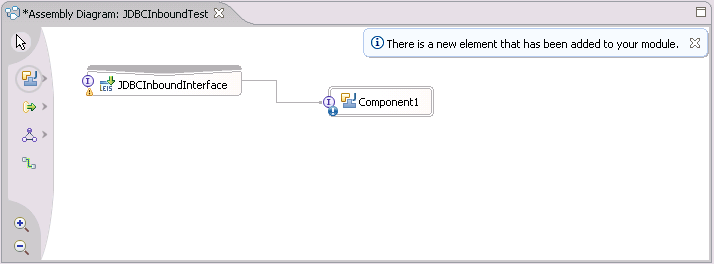 *Assembly Diagram: JDBCInboundTest
There is a new element that has been added to your module.
JDBCInboundInterface
Component1